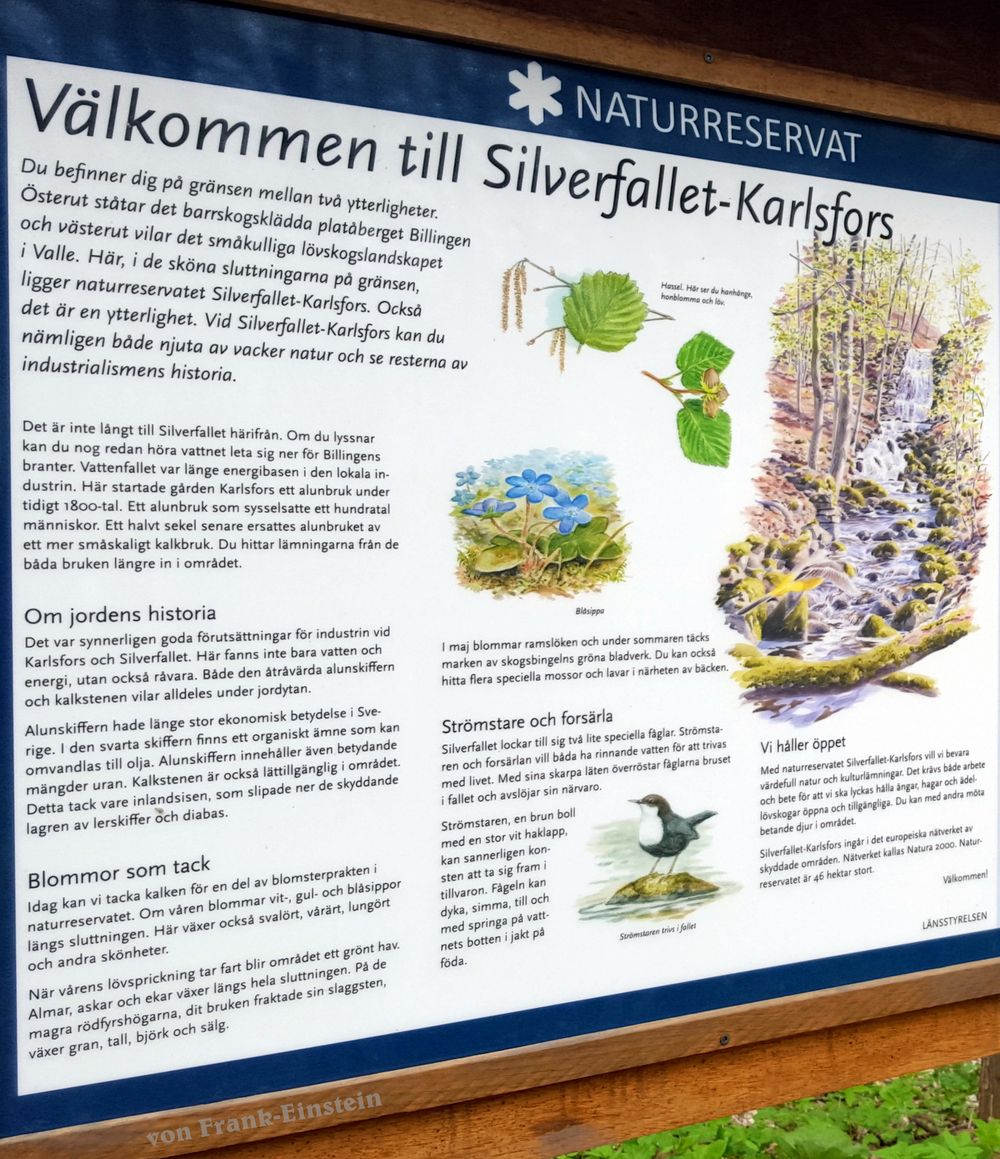 NATURRESERVAT
Välkommen till Silverfallet-Karlsfors
Du befinner dig på gränsen mellan två ytterligheter.
Österut ståtar det barrskogsklädda platåberget Billingen
och västerut vilar det småkulliga lövskogslandskapet
i Valle. Här, i de sköna sluttningarna på gränsen,
ligger naturreservatet Silverfallet-Karlsfors. Också
det är en ytterlighet. Vid Silverfallet-Karlsfors kan du
nämligen både njuta av vacker natur och se resterna av
industrialismens historia.
Det är inte långt till Silverfallet härifrån. Om du lyssnar
kan du nog redan höra vattnet leta sig ner för Billingens
branter. Vattenfallet var länge energibasen i den lokala in-
dustrin. Här startade gården Karlsfors ett alunbruk under
tidigt 1800-tal. Ett alunbruk som sysselsatte ett hundratal
människor. Ett halvt sekel senare ersattes alunbruket av
ett mer småskaligt kalkbruk. Du hittar lämningarna från de
båda bruken längre in i området.
Om jordens historia
Det var synnerligen goda förutsättningar för industrin vid
Karlsfors och Silverfallet. Här fanns inte bara vatten och
energi, utan också råvara. Både den åtråvärda alunskiffern
och kalkstenen vilar alldeles under jordytan.
Alunskiffern hade länge stor ekonomisk betydelse i Sve-
rige. I den svarta skiffern finns ett organiskt ämne som kan
omvandlas till olja. Alunskiffern innehåller även betydande
mängder uran. Kalkstenen är också lättillgänglig i området.
Detta tack vare inlandsisen, som slipade ner de skyddande
lagren av lerskiffer och diabas.
Blommor som tack
Idag kan vi tacka kalken för en del av blomsterprakten i
naturreservatet. Om våren blommar vit-, gul- och blåsippor
längs sluttningen. Här växer också svalört, vårärt, lungört
och andra skönheter.
När vårens lövsprickning tar fart blir området ett grönt hav.
Almar, askar och ekar växer längs hela sluttningen. På de
magra rödfyrshögarna, dit bruken fraktade sin slaggsten,
växer gran, tall, björk och sälg.
Hassel. Här ser du hanhänge,
honblomma och löv.
Blåsippa
I maj blommar ramslöken och under sommaren täcks
marken av skogsbingelns gröna bladverk. Du kan också
hitta flera speciella mossor och lavar i närheten av bäcken.
Strömstare och forsärla
Silverfallet lockar till sig två lite speciella fåglar. Strömsta-
ren och forsärlan vill båda ha rinnande vatten för att trivas
med livet. Med sina skarpa läten överröstar fåglarna bruset
i fallet och avslöjar sin närvaro.
Strömstaren, en brun boll
med en stor vit haklapp,
kan sannerligen kon-
sten att ta sig fram i
tillvaron. Fågeln kan
dyka, simma, till och
med springa på vatt-
nets botten i jakt på
föda.
Strömstaren trivs i fallet
Vi håller öppet
Med naturreservatet Silverfallet-Karlsfors vill vi bevara
värdefull natur och kulturlämningar. Det krävs både arbete
och bete för att vi ska lyckas hålla ängar, hagar och ädel-
lövskogar öppna och tillgängliga. Du kan med andra möta
betande djur i området.
Silverfallet-Karlsfors ingår i det europeiska nätverket av
skyddade områden. Nätverket kallas Natura 2000. Natur-
reservatet är 46 hektar stort.
Välkommen!
LÄNSSTYRELSEN
von Frank-Einstein